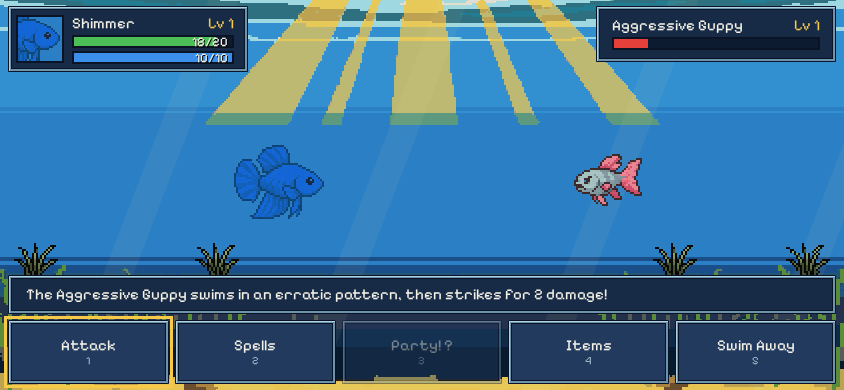 Shimmer Lv 1
18/20
10/10
Aggressive Guppy Lv 1
The Aggressive Guppy swims in an erratic pattern, then strikes for 2 damage!
Attack
1
Spells
2
Party!?
3
Items
4
Swim Away
5